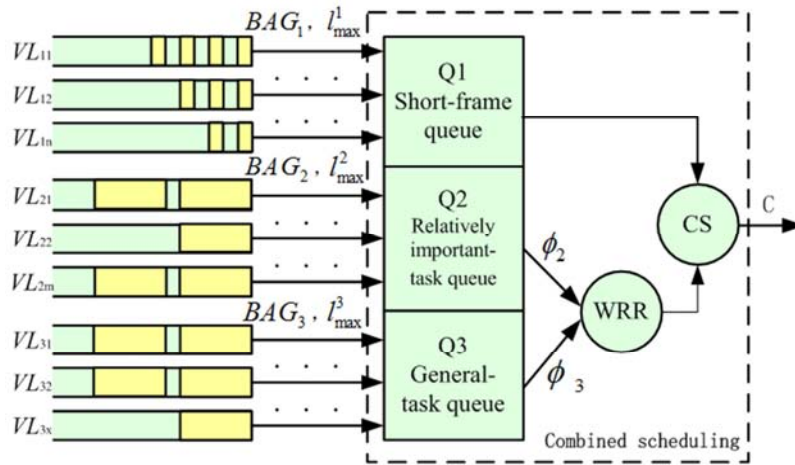 BAG₁, l¹max
VL₁₁
VL₁₂
VL₁ₙ
Q1
Short-frame
queue
BAG₂, l²max
VL₂₁
VL₂₂
VL₂ₘ
Q2
Relatively
important-
task queue
ϕ₂
CS
C
WRR
BAG₃, l³max
VL₃₁
VL₃₂
VL₃ₓ
Q3
General-
task queue
ϕ₃
Combined scheduling